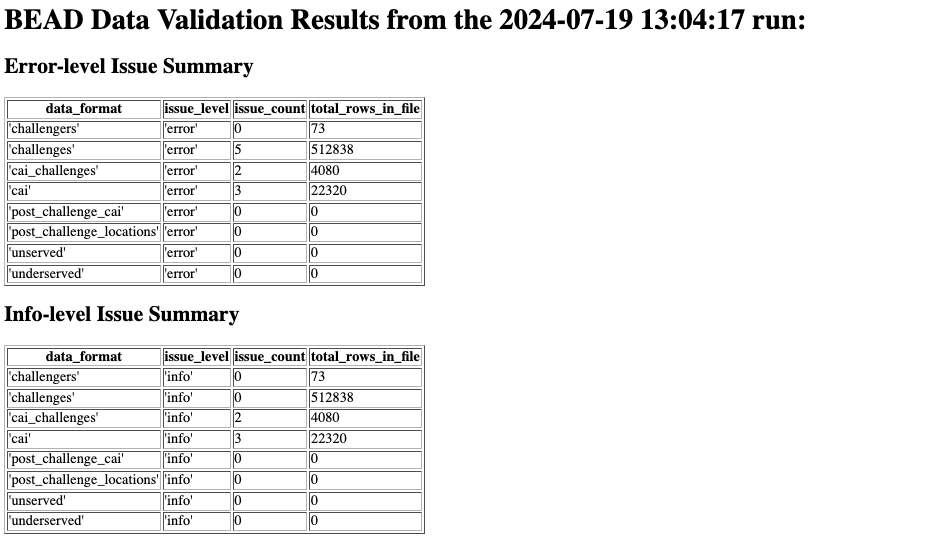 BEAD Data Validation Results from the 2024-07-19 13:04:17 run:
Error-level Issue Summary
data_format issue_level issue_count total_rows_in_file
'challengers' 'error' 0 73
'challenges' 'error' 5 512838
'cai_challenges' 'error' 2 4080
'cai' 'error' 3 22320
'post_challenge_cai' 'error' 0 0
'post_challenge_locations' 'error' 0 0
'unserved' 'error' 0 0
'underserved' 'error' 0 0
Info-level Issue Summary
data_format issue_level issue_count total_rows_in_file
'challengers' 'info' 0 73
'challenges' 'info' 0 512838
'cai_challenges' 'info' 2 4080
'cai' 'info' 3 22320
'post_challenge_cai' 'info' 0 0
'post_challenge_locations' 'info' 0 0
'unserved' 'info' 0 0
'underserved' 'info' 0 0